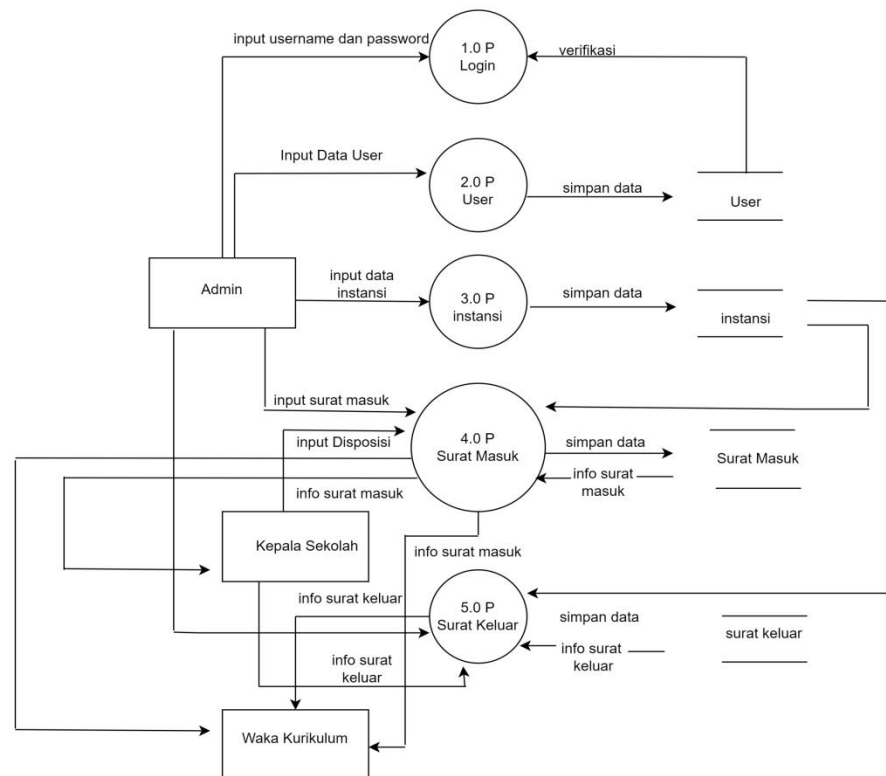 input username dan password
1.0 P
Login
verifikasi
Input Data User
2.0 P
User
simpan data
User
Admin
input data
instansi
3.0 P
instansi
simpan data
instansi
input surat masuk
input Disposisi
4.0 P
Surat Masuk
simpan data
Surat Masuk
info surat
masuk
info surat masuk
Kepala Sekolah
info surat masuk
info surat keluar
5.0 P
Surat Keluar
simpan data
surat keluar
info surat
keluar
info surat
keluar
Waka Kurikulum